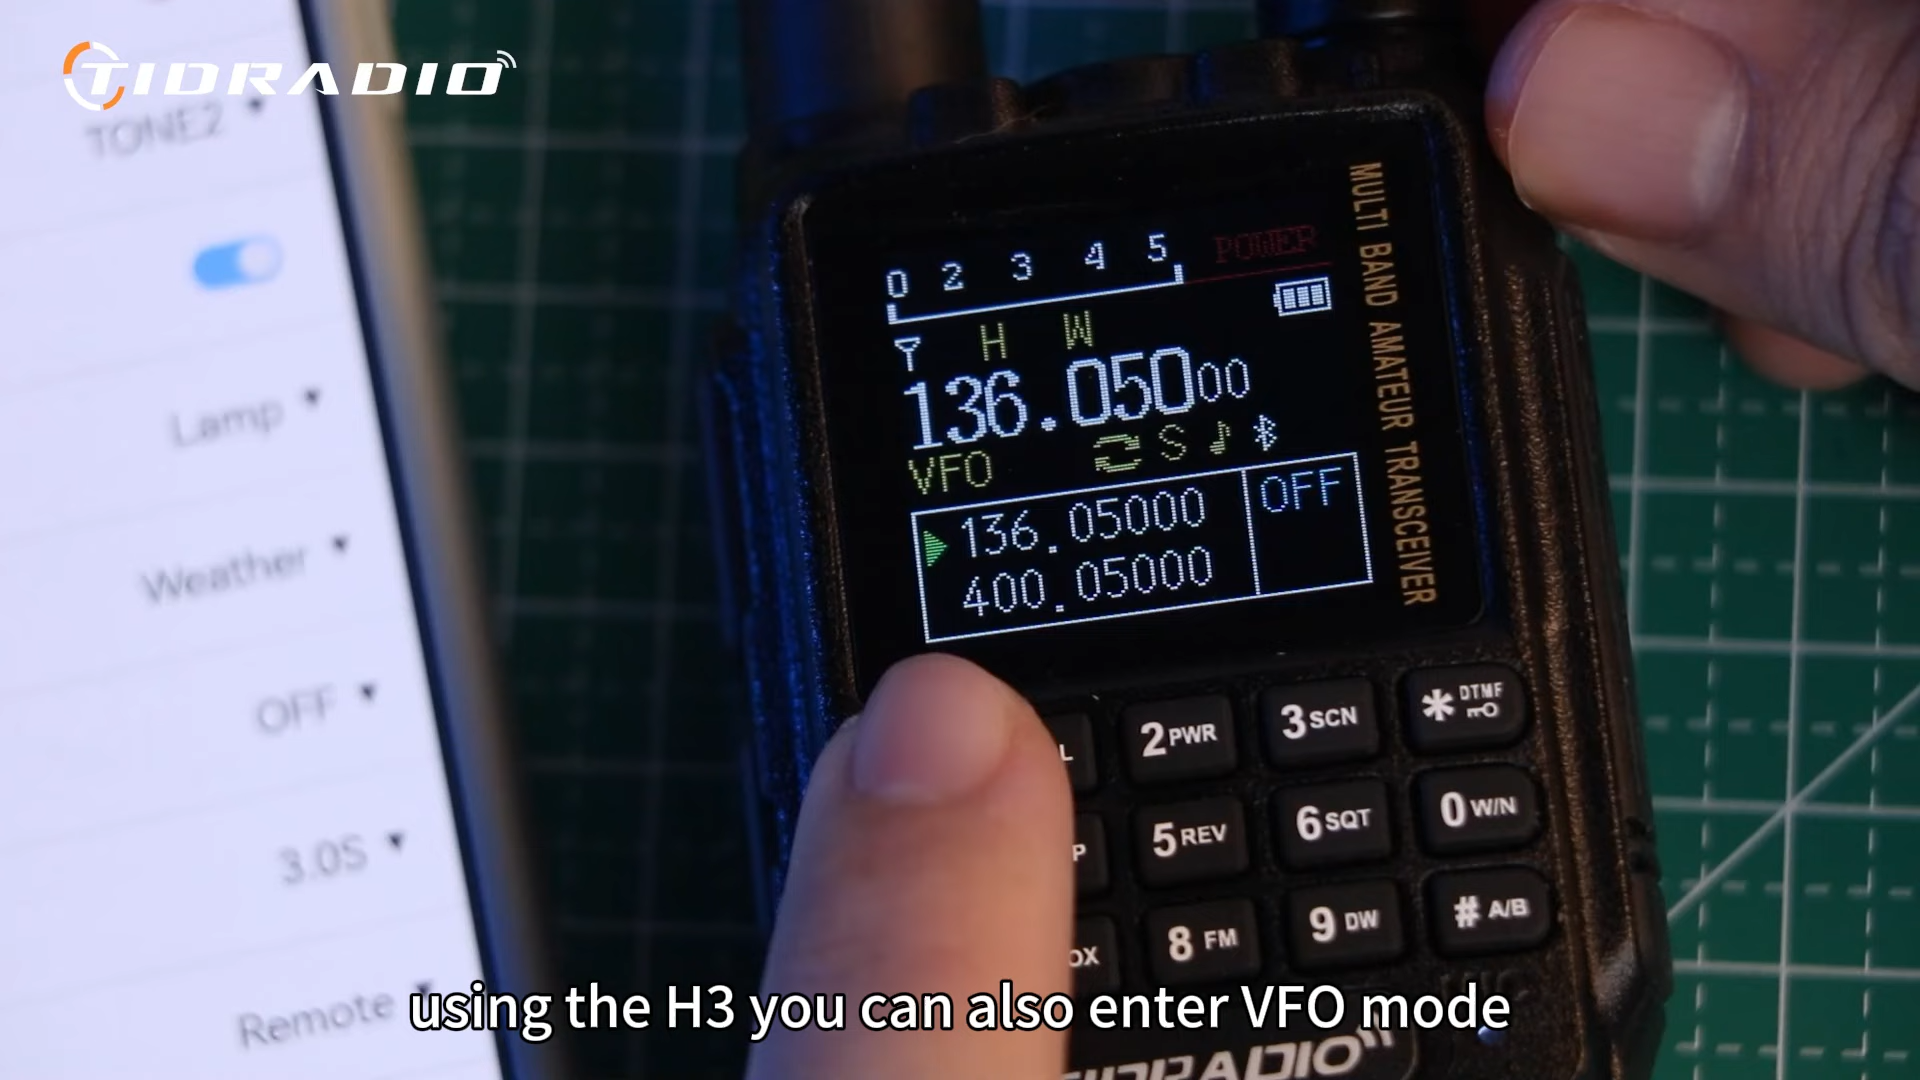 TIDRADIO
TONE2
Lamp
Weather
OFF
3.0S
Remote
MULTI BAND AMATEUR TRANSCEIVER
0 2 3 4 5 POWER
H W
136.05000
VFO S
136.05000 OFF
400.05000
L 2 PWR 3 SCN * DTMF
P 5 REV 6 SQT 0 W/N
OX 8 FM 9 DW # A/B
using the H3 you can also enter VFO mode
TIDRADIO